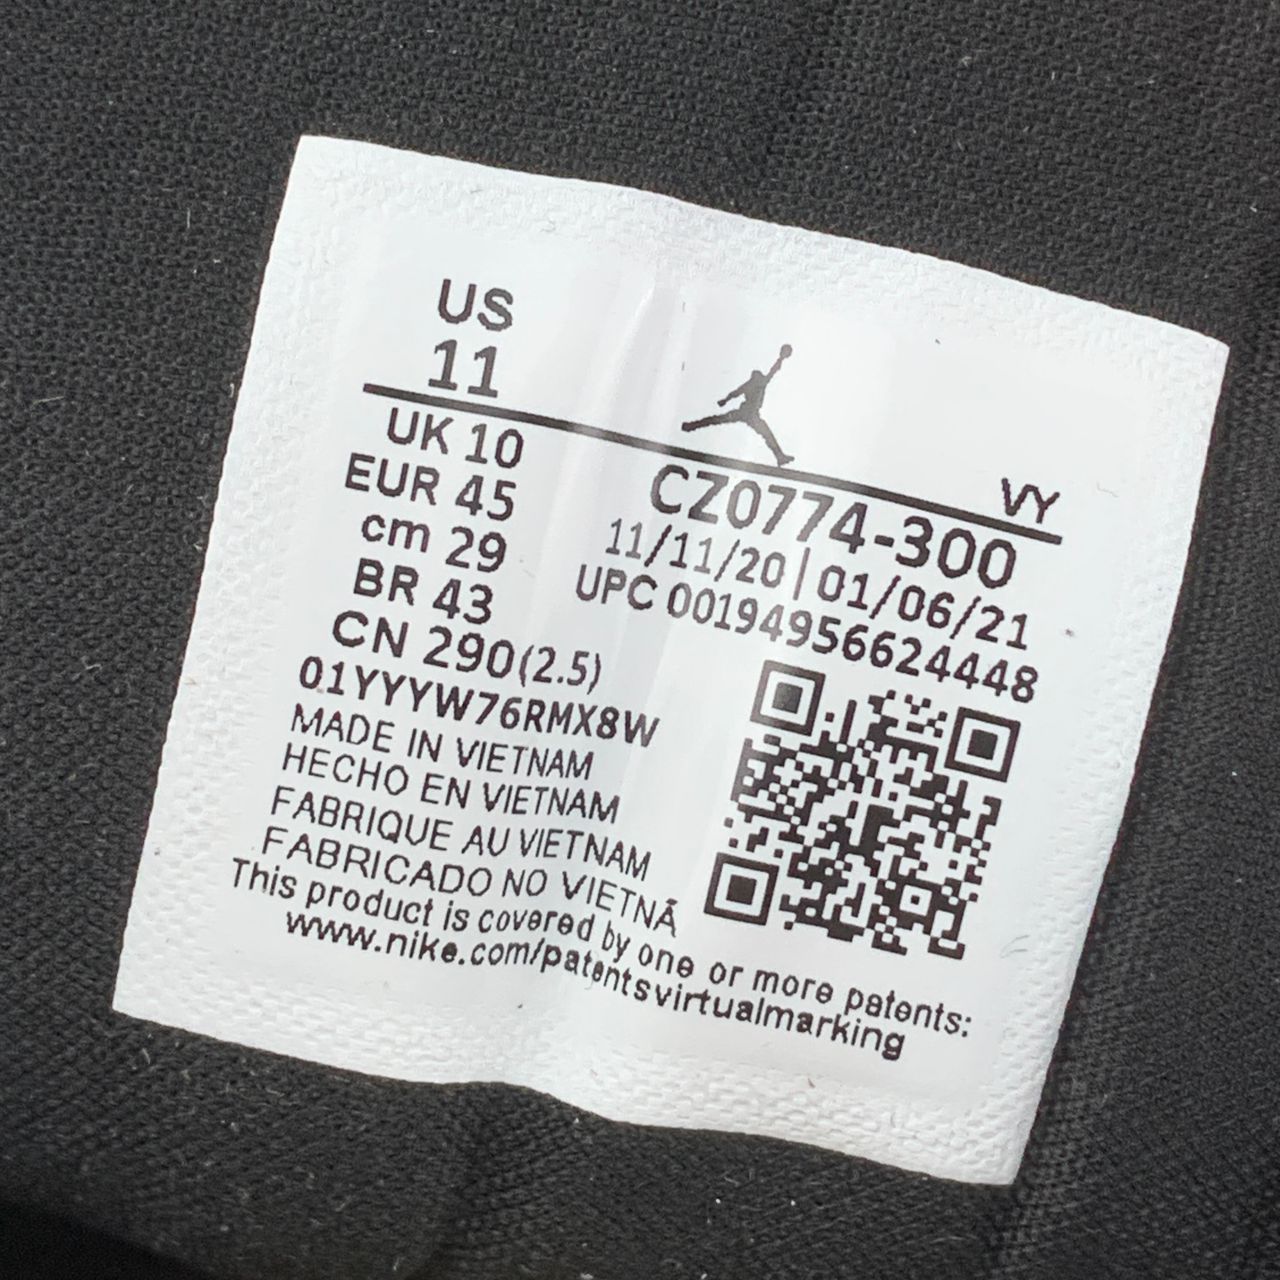 US
11
VY
UK 10
EUR 45
cm 29
BR 43
CN 290(2.5)
CZ0774-300
11/11/20 | 01/06/21
UPC 00194956624448
01YYYW76RMX8W
MADE IN VIETNAM
HECHO EN VIETNAM
FABRIQUE AU VIETNAM
FABRICADO NO VIETNÃ
This product is covered by one or more patents:
www.nike.com/patentsvirtualmarking